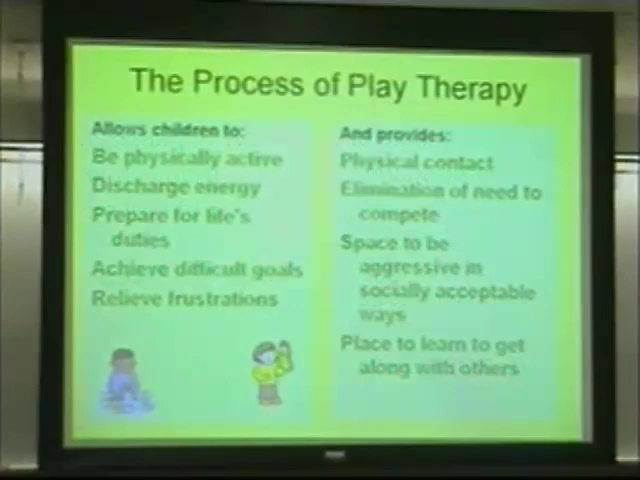 The Process of Play Therapy
Allows children to:
Be physically active
Discharge energy
Prepare for life's
duties
Achieve difficult goals
Relieve frustrations
And provides:
Physical contact
Elimination of need to
compete
Space to be
aggressive in
socially acceptable
ways
Place to learn to get
along with others